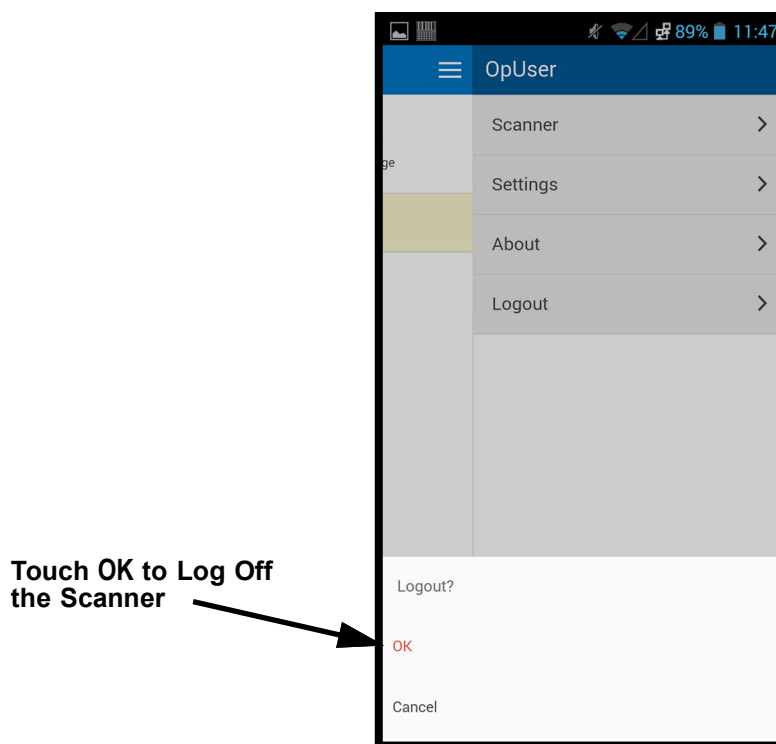 89% 11:47
OpUser
Scanner
ge
Settings
About
Logout
Touch OK to Log Off
the Scanner
Logout?
OK
Cancel